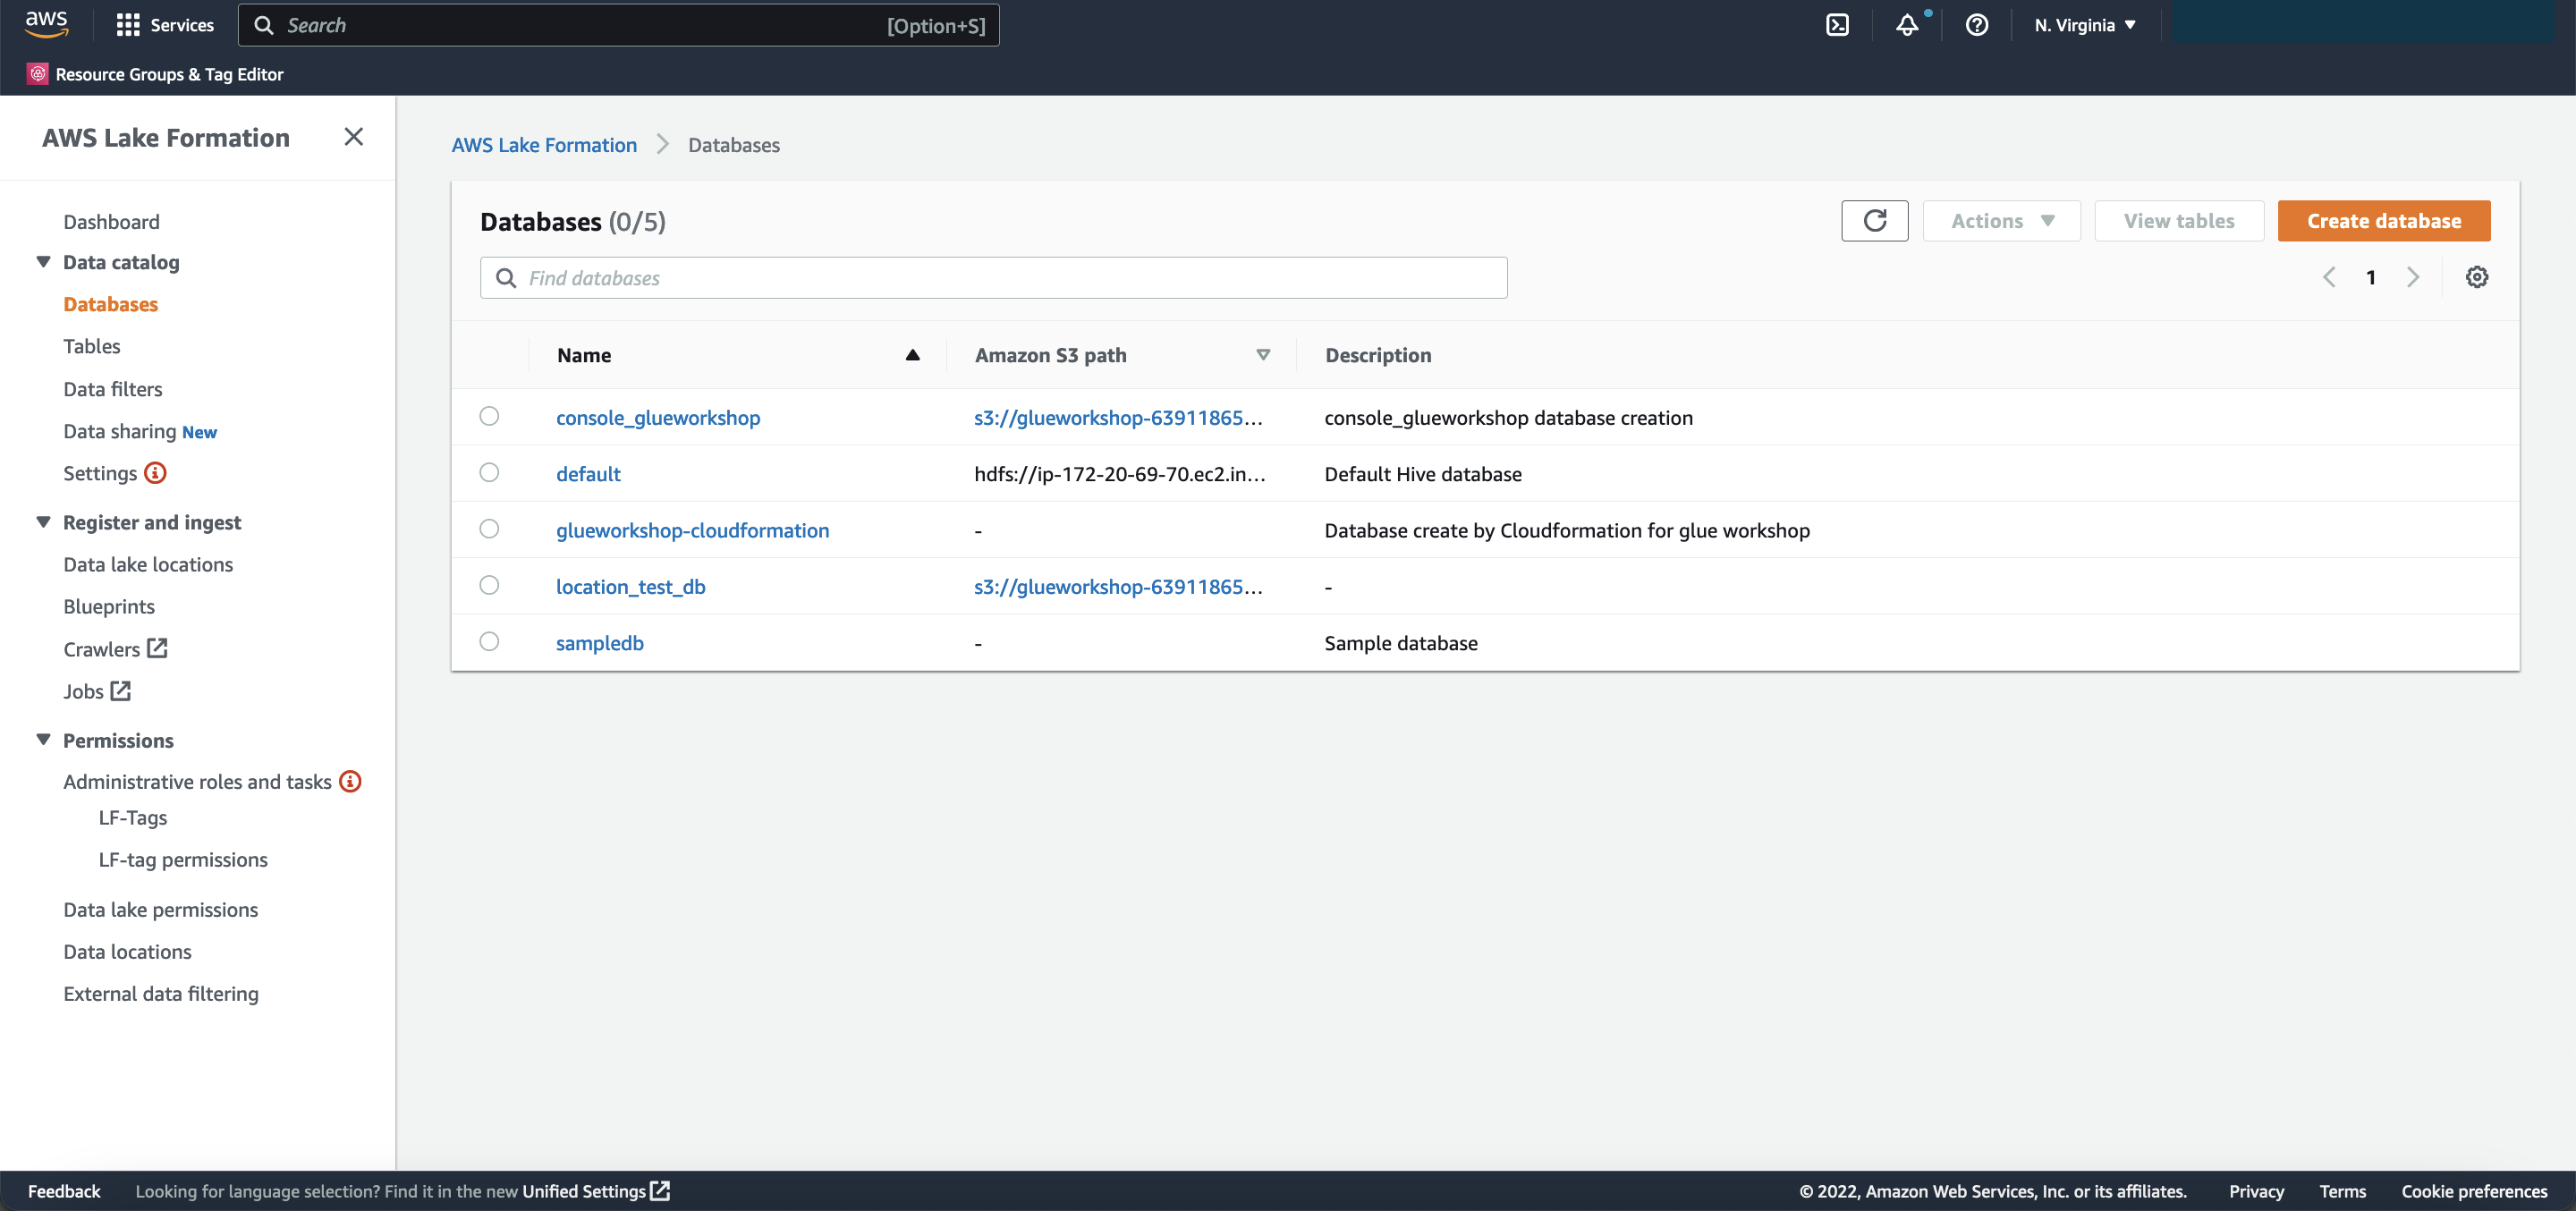 aws
Services
Search
[Option+S]
N. Virginia
Resource Groups & Tag Editor
AWS Lake Formation
Dashboard
Data catalog
Databases
Tables
Data filters
Data sharing New
Settings
Register and ingest
Data lake locations
Blueprints
Crawlers
Jobs
Permissions
Administrative roles and tasks
LF-Tags
LF-tag permissions
Data lake permissions
Data locations
External data filtering
AWS Lake Formation
Databases
Databases (0/5)
Actions
View tables
Create database
Find databases
1
Name
Amazon S3 path
Description
console_glueworkshop
s3://glueworkshop-63911865...
console_glueworkshop database creation
default
hdfs://ip-172-20-69-70.ec2.in...
Default Hive database
glueworkshop-cloudformation
-
Database create by Cloudformation for glue workshop
location_test_db
s3://glueworkshop-63911865...
-
sampledb
-
Sample database
Feedback
Looking for language selection? Find it in the new Unified Settings
© 2022, Amazon Web Services, Inc. or its affiliates.
Privacy
Terms
Cookie preferences